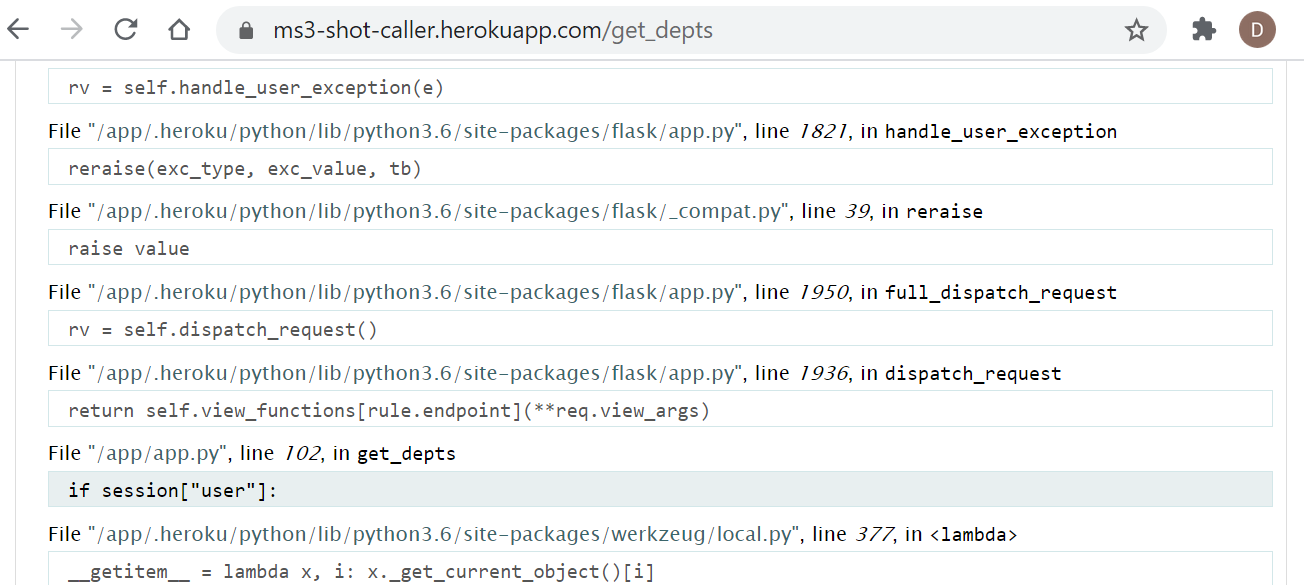 ms3-shot-caller.herokuapp.com/get_depts
D
rv = self.handle_user_exception(e)
File "/app/.heroku/python/lib/python3.6/site-packages/flask/app.py", line 1821, in handle_user_exception
reraise(exc_type, exc_value, tb)
File "/app/.heroku/python/lib/python3.6/site-packages/flask/_compat.py", line 39, in reraise
raise value
File "/app/.heroku/python/lib/python3.6/site-packages/flask/app.py", line 1950, in full_dispatch_request
rv = self.dispatch_request()
File "/app/.heroku/python/lib/python3.6/site-packages/flask/app.py", line 1936, in dispatch_request
return self.view_functions[rule.endpoint](**req.view_args)
File "/app/app.py", line 102, in get_depts
if session["user"]:
File "/app/.heroku/python/lib/python3.6/site-packages/werkzeug/local.py", line 377, in <lambda>
__getitem__ = lambda x, i: x._get_current_object()[i]